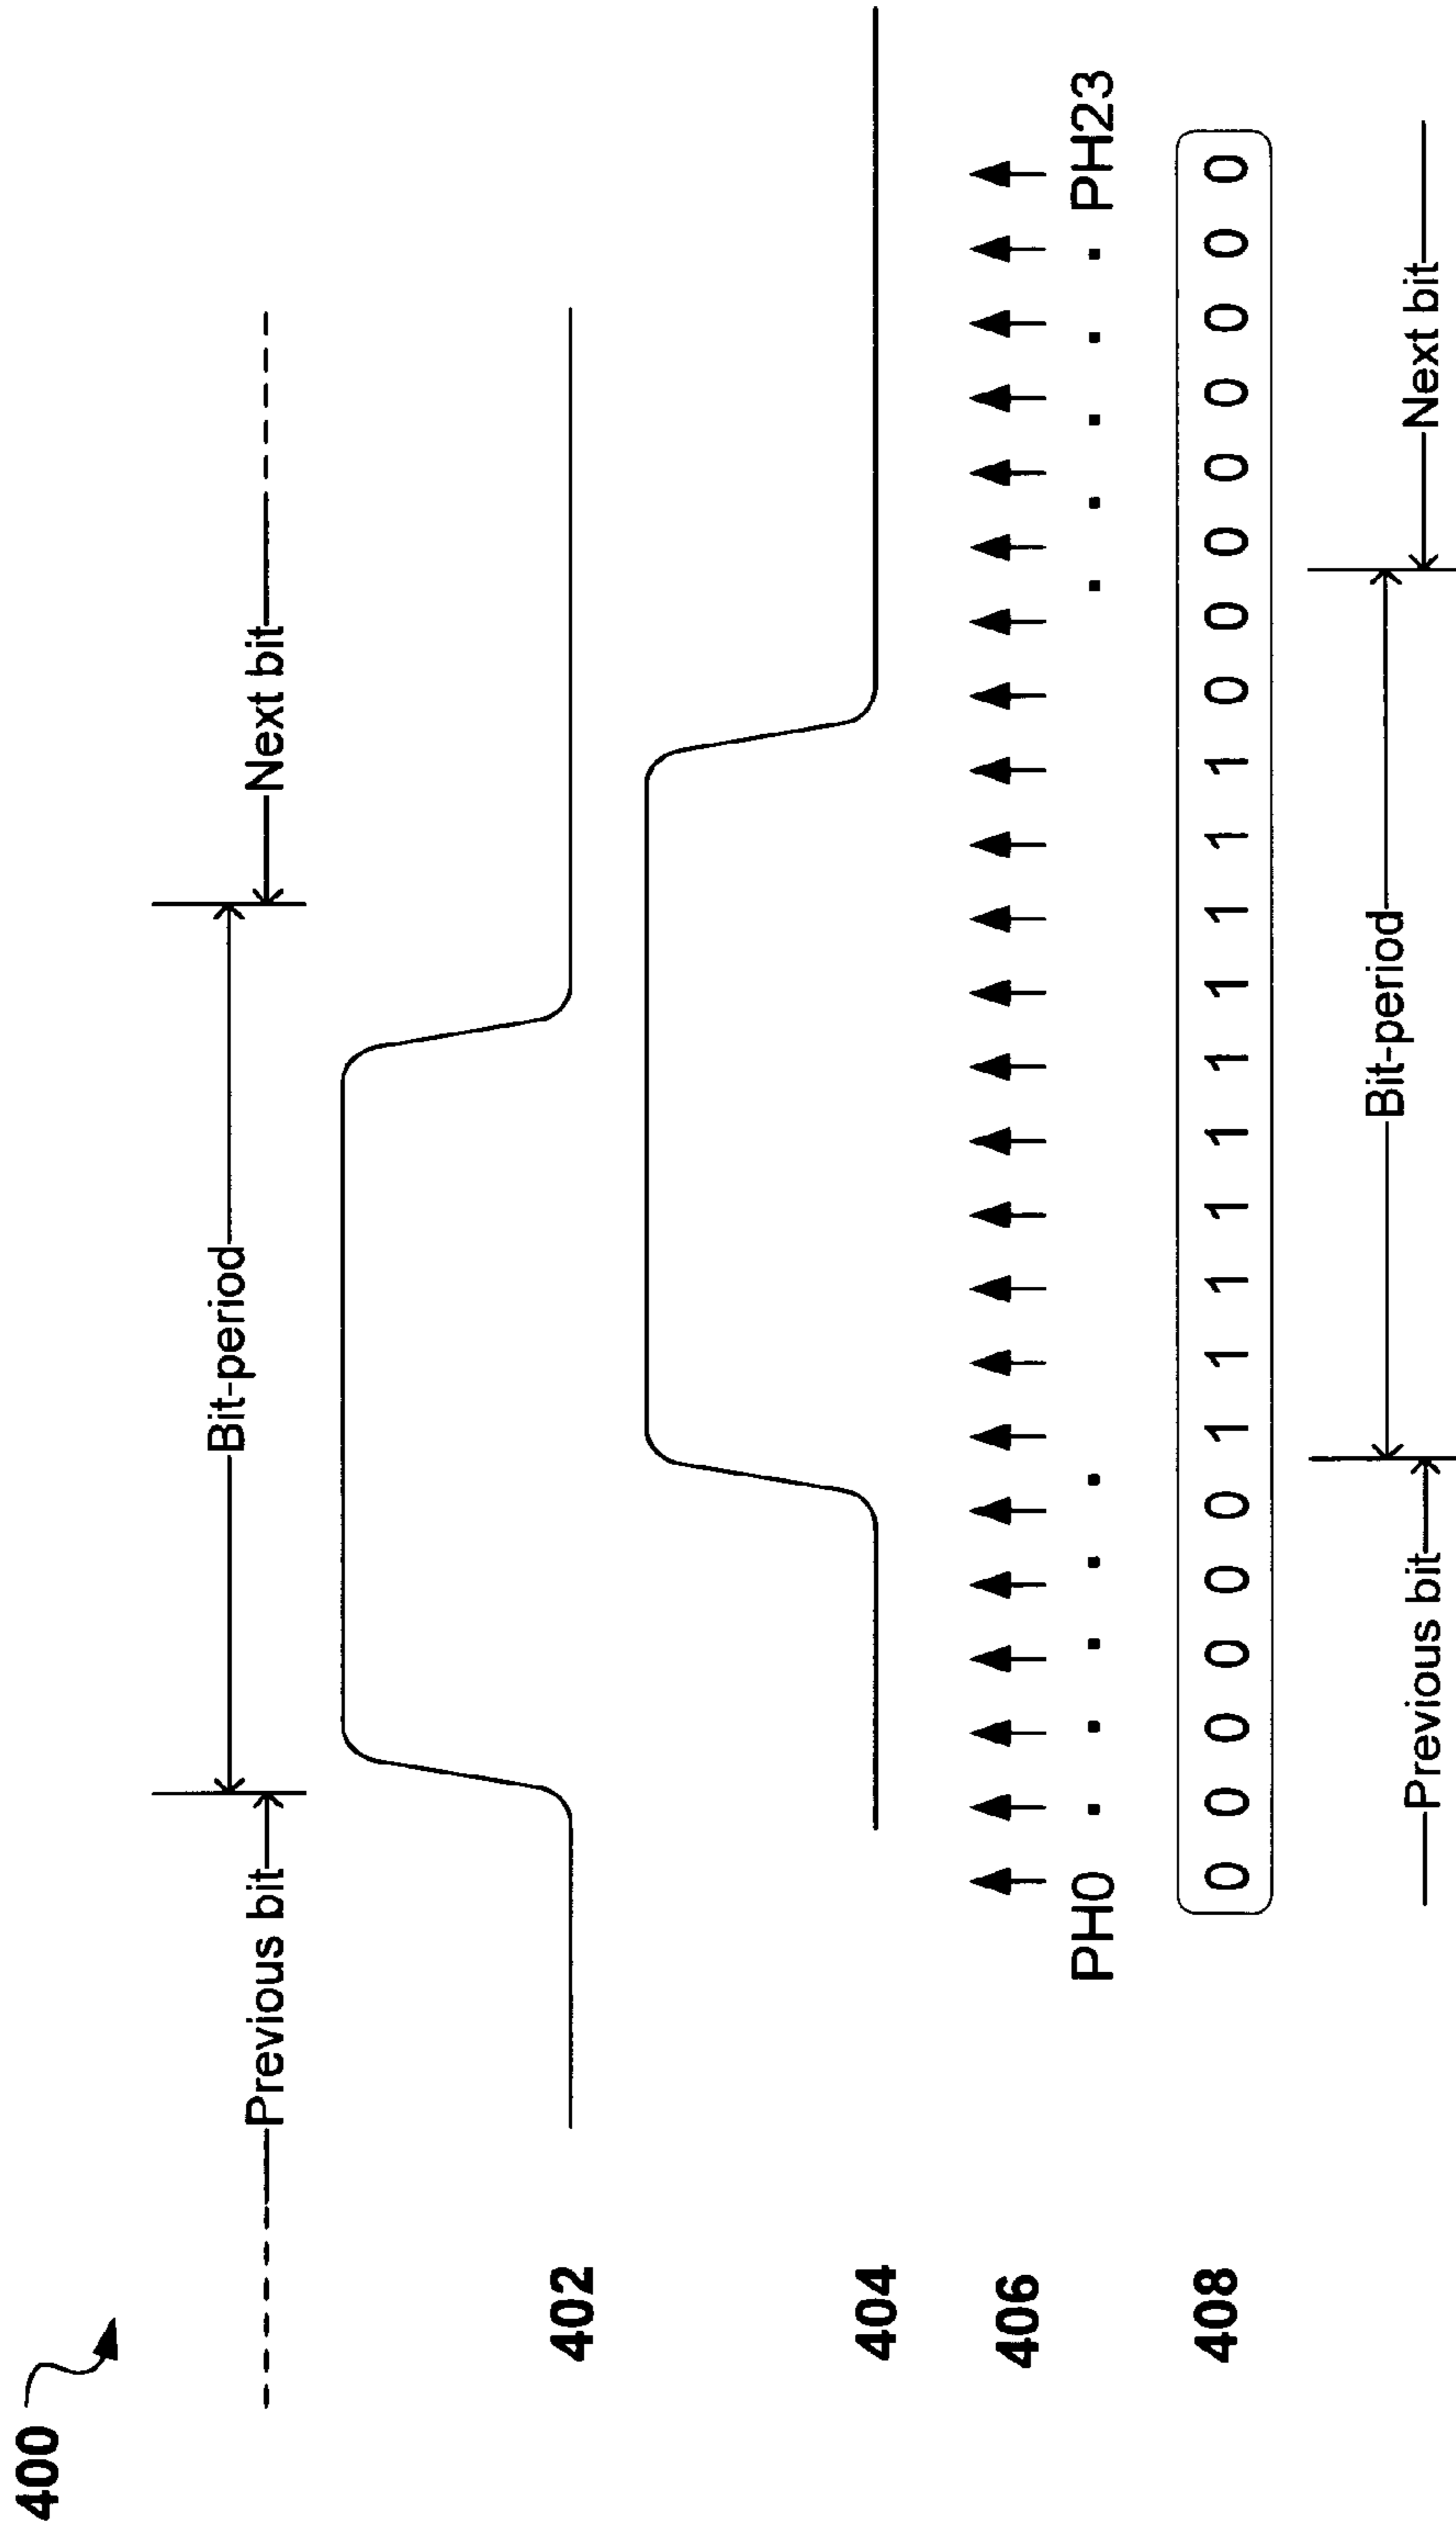 400
Bit-period
Previous bit Next bit
402
404
406
PH0 . . . . . . . . . . PH23
408 0 0 0 0 0 0 1 1 1 1 1 1 1 1 1 1 0 0 0 0 0 0 0 0
Bit-period
Previous bit Next bit